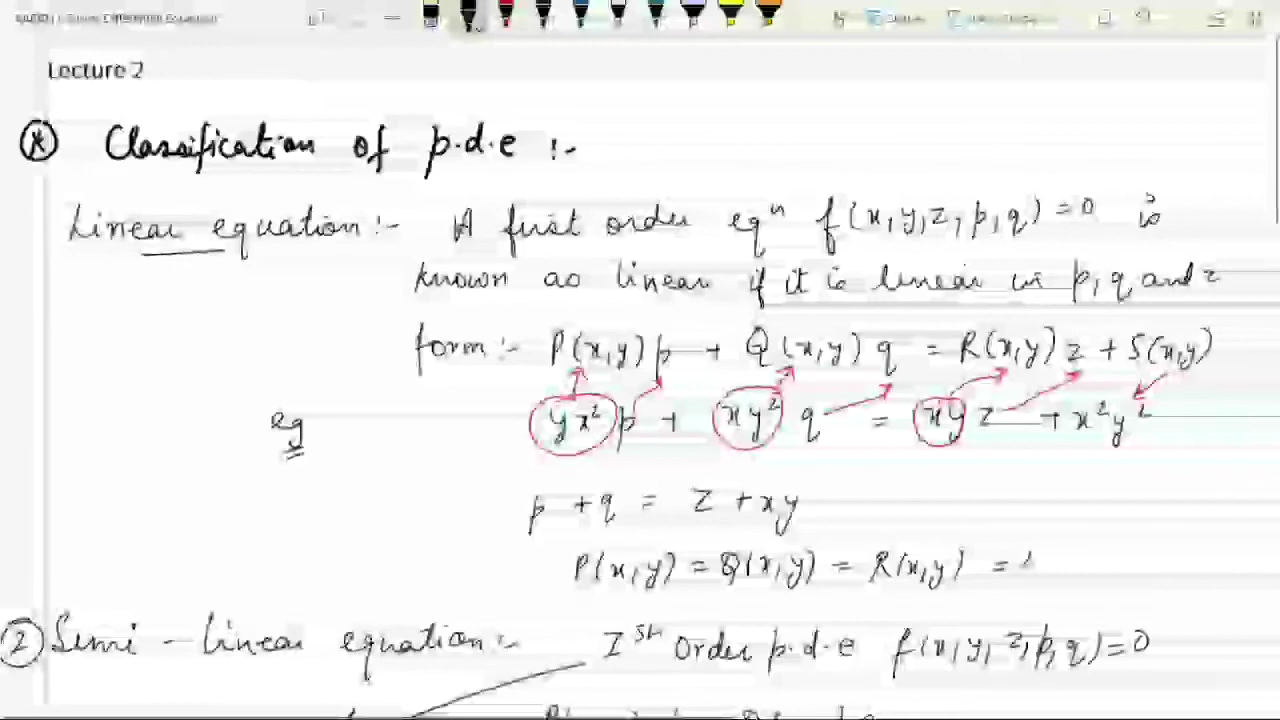 Lecture 2
Classification of p.d.e :-
Linear equation :- A first order eqⁿ f(x,y,z,p,q) = 0 is
known as linear if it is linear in p, q and z
form :- P(x,y) p + Q(x,y) q = R(x,y) z + S(x,y)
eg yx² p + xy² q = xy z + x²y²
p + q = z + xy
P(x,y) = Q(x,y) = R(x,y) =
② Semi - linear equation :- Iˢᵗ Order p.d.e f(x,y,z,p,q) = 0